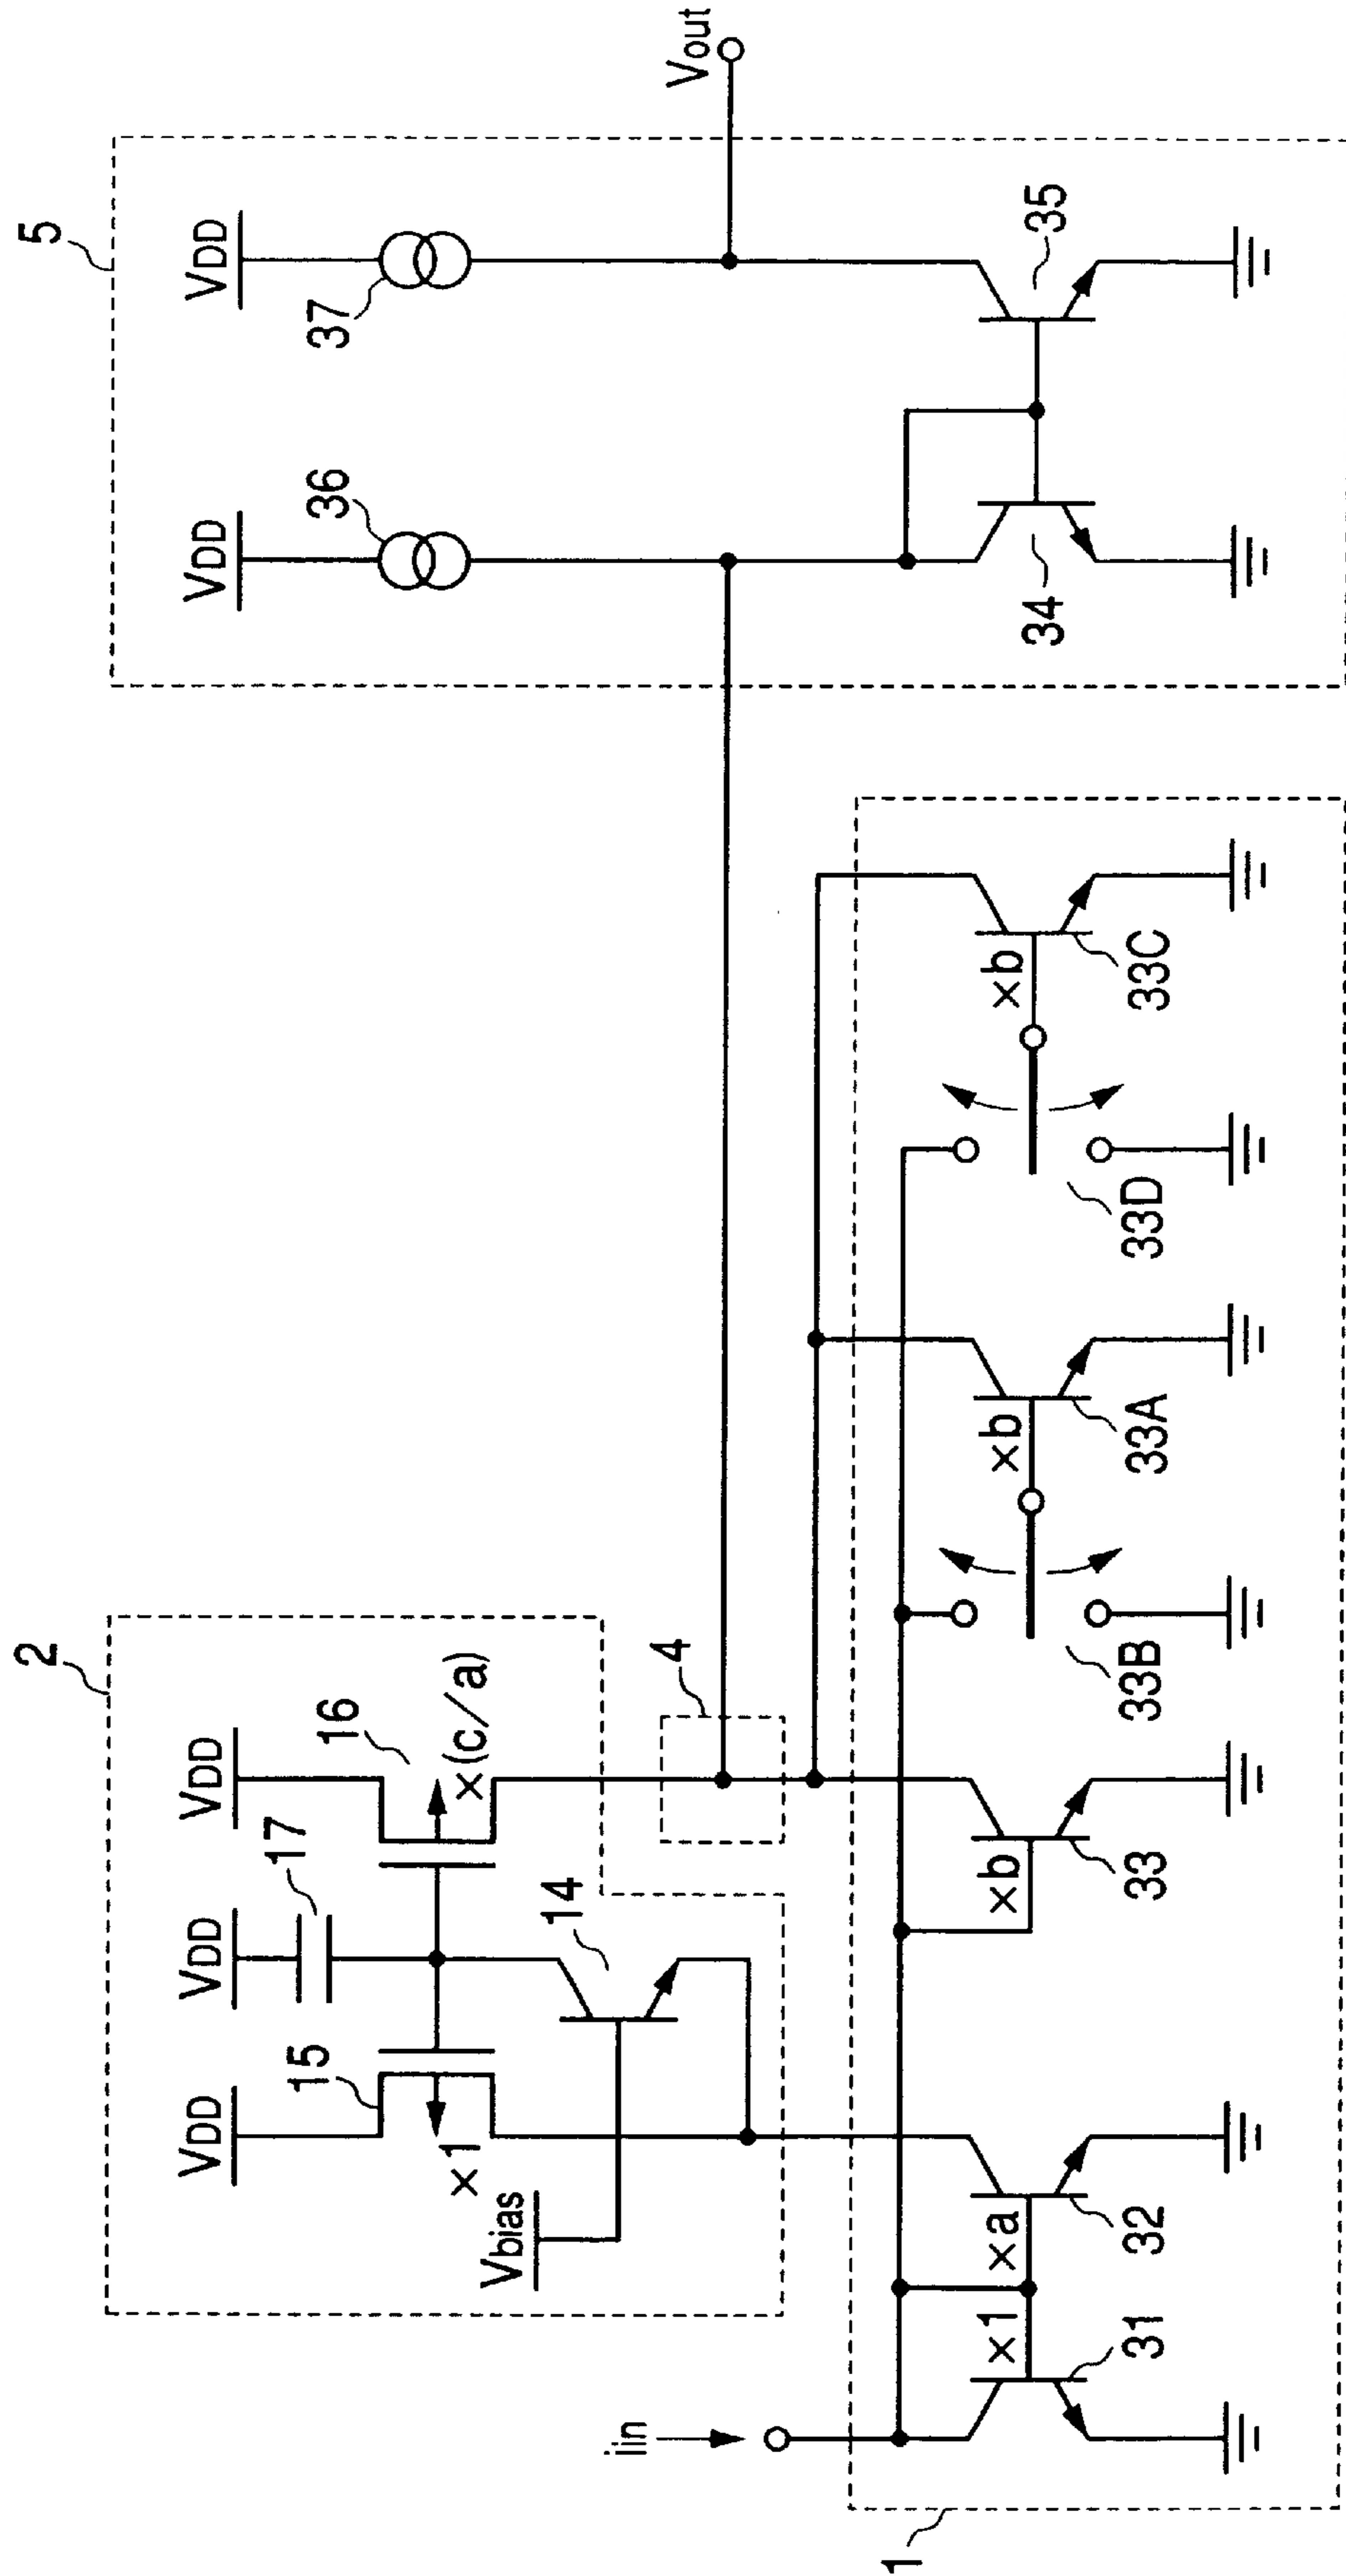 5
VDD
VDD
37
36
Vout
35
34
2
VDD
VDD
VDD
17
16
15
×1
×(c/a)
14
Vbias
4
iin
×1
×a
×b
×b
×b
31
32
33
33B
33A
33D
33C
1